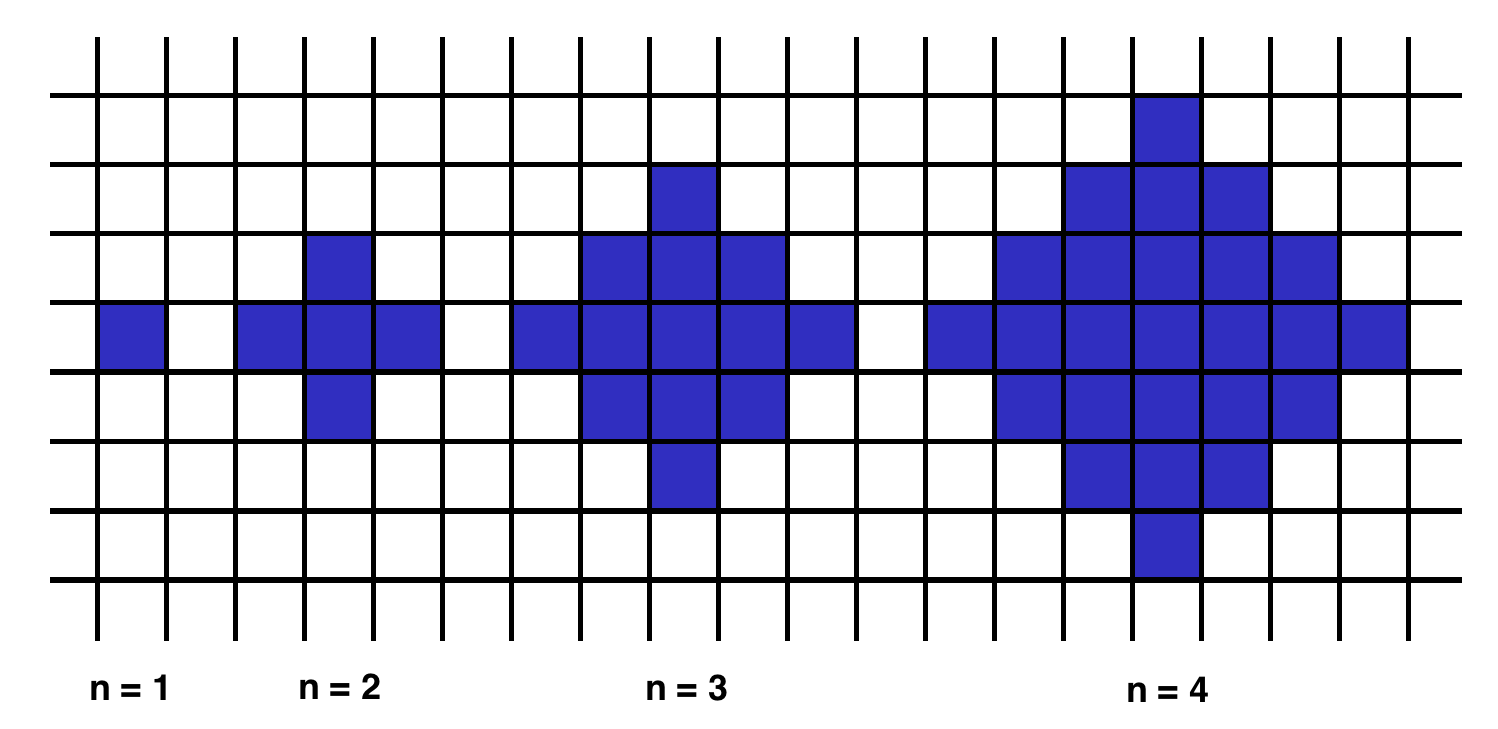 n = 1 n = 2 n = 3 n = 4